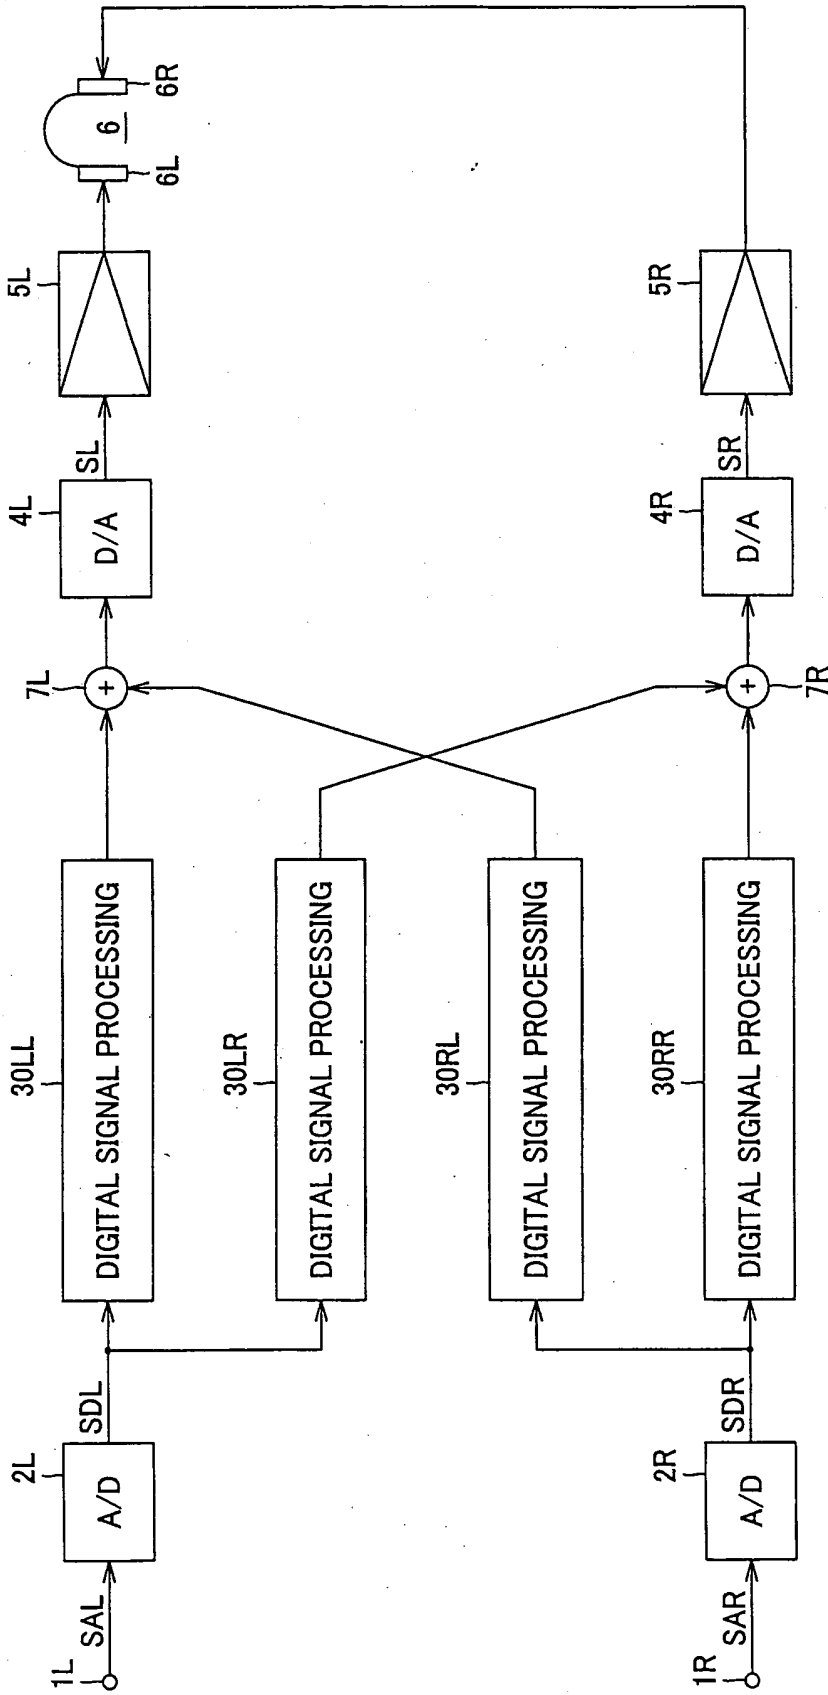 1L
SAL
2L
A/D
SDL
30LL
DIGITAL SIGNAL PROCESSING
7L
+
4L
D/A
SL
5L
6L
6
6R
30LR
DIGITAL SIGNAL PROCESSING
30RL
DIGITAL SIGNAL PROCESSING
1R
SAR
2R
A/D
SDR
30RR
DIGITAL SIGNAL PROCESSING
7R
+
4R
D/A
SR
5R